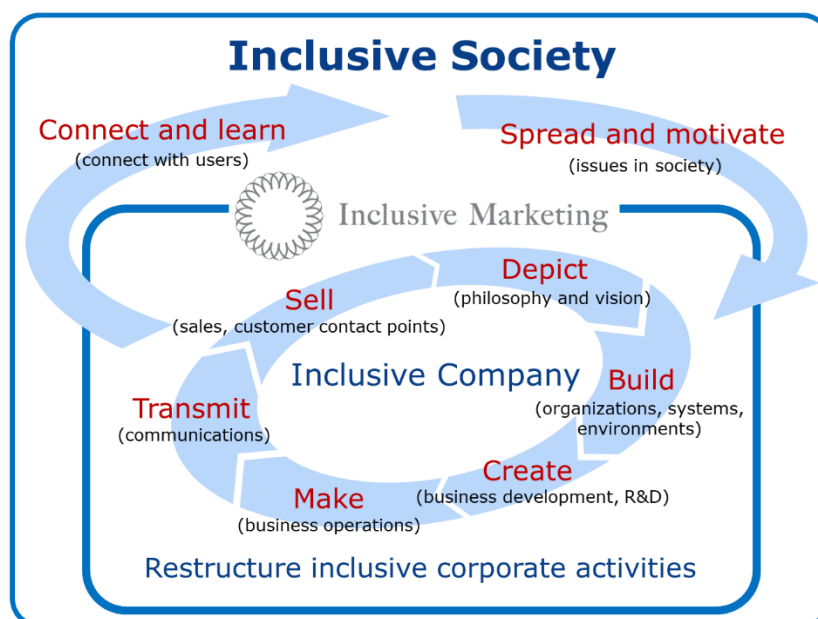 Inclusive Society
Connect and learn
(connect with users)
Spread and motivate
(issues in society)
Inclusive Marketing
Depict
(philosophy and vision)
Sell
(sales, customer contact points)
Inclusive Company
Build
(organizations, systems,
environments)
Transmit
(communications)
Create
(business development, R&D)
Make
(business operations)
Restructure inclusive corporate activities